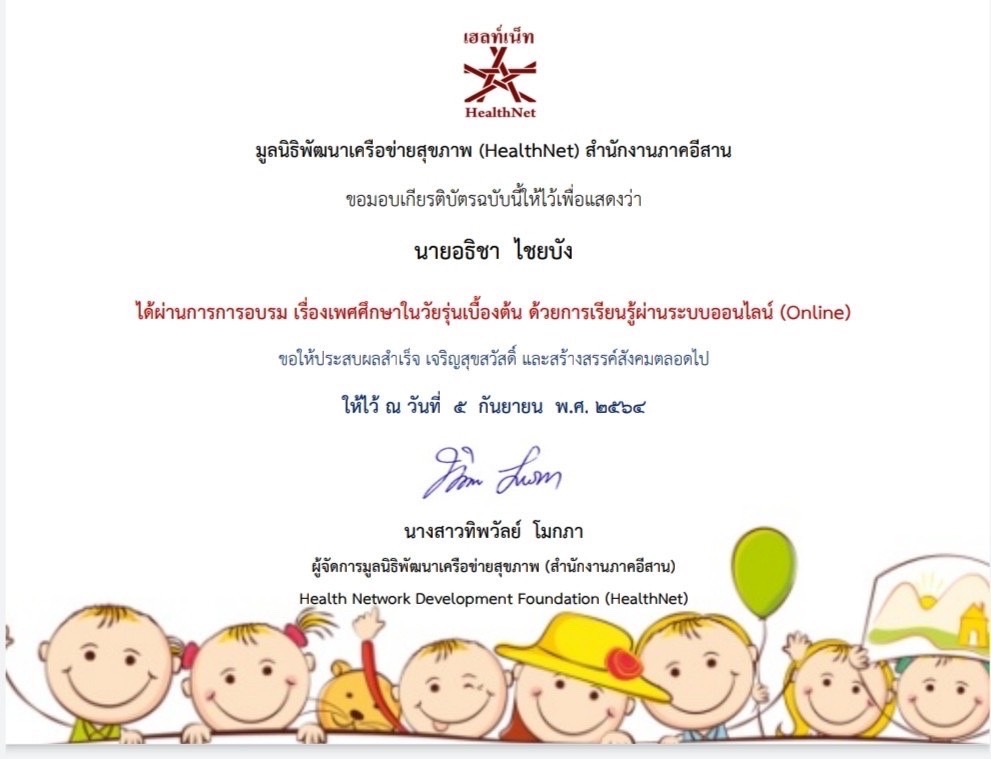 เฮลท์เน็ท
HealthNet
มูลนิธิพัฒนาเครือข่ายสุขภาพ (HealthNet) สำนักงานภาคอีสาน
ขอมอบเกียรติบัตรฉบับนี้ให้ไว้เพื่อแสดงว่า
นายอธิชา ไชยบัง
ได้ผ่านการการอบรม เรื่องเพศศึกษาในวัยรุ่นเบื้องต้น ด้วยการเรียนรู้ผ่านระบบออนไลน์ (Online)
ขอให้ประสบผลสำเร็จ เจริญสุขสวัสดิ์ และสร้างสรรค์สังคมตลอดไป
ให้ไว้ ณ วันที่ ๕ กันยายน พ.ศ. ๒๕๖๔
นางสาวทิพวัลย์ โมกภา
ผู้จัดการมูลนิธิพัฒนาเครือข่ายสุขภาพ (สำนักงานภาคอีสาน)
Health Network Development Foundation (HealthNet)